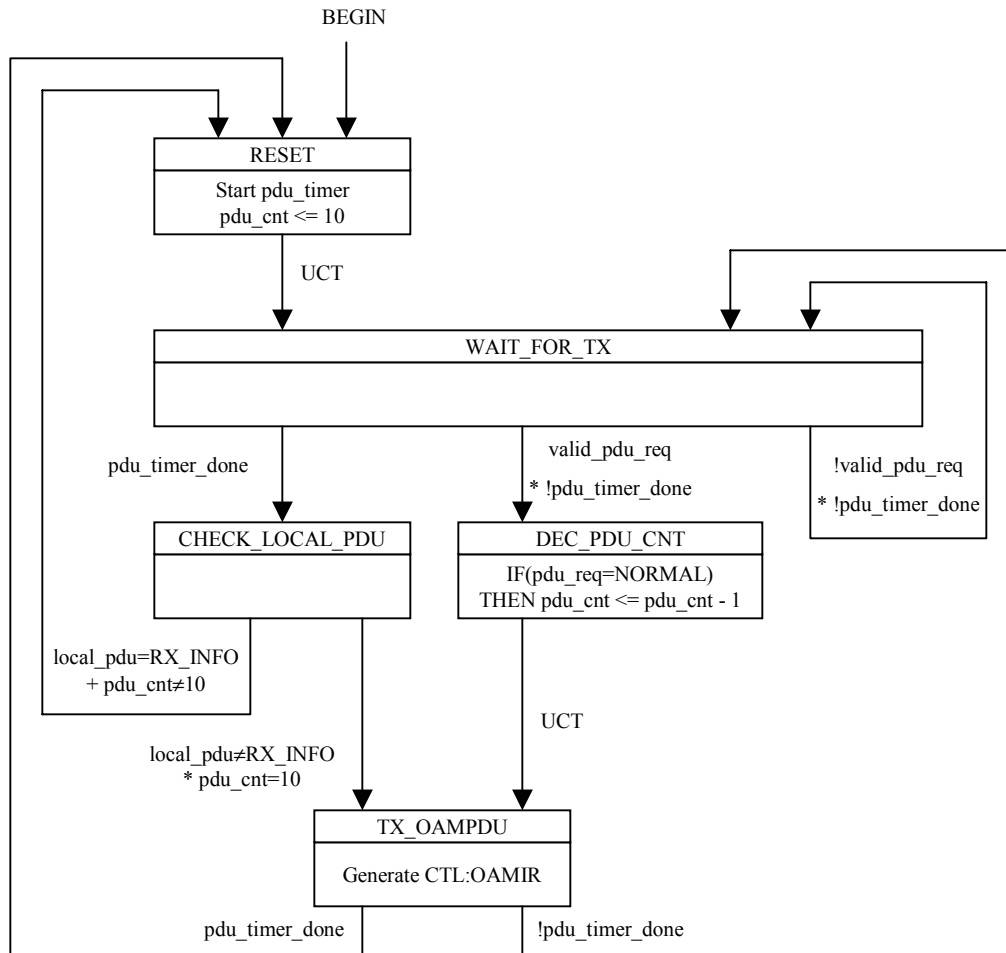 BEGIN
RESET
Start pdu_timer
pdu_cnt <= 10
UCT
WAIT_FOR_TX
pdu_timer_done
valid_pdu_req
* !pdu_timer_done
!valid_pdu_req
* !pdu_timer_done
CHECK_LOCAL_PDU
DEC_PDU_CNT
IF(pdu_req=NORMAL)
THEN pdu_cnt <= pdu_cnt - 1
local_pdu=RX_INFO
+ pdu_cnt≠10
UCT
local_pdu≠RX_INFO
* pdu_cnt=10
TX_OAMPDU
Generate CTL:OAMIR
pdu_timer_done
!pdu_timer_done